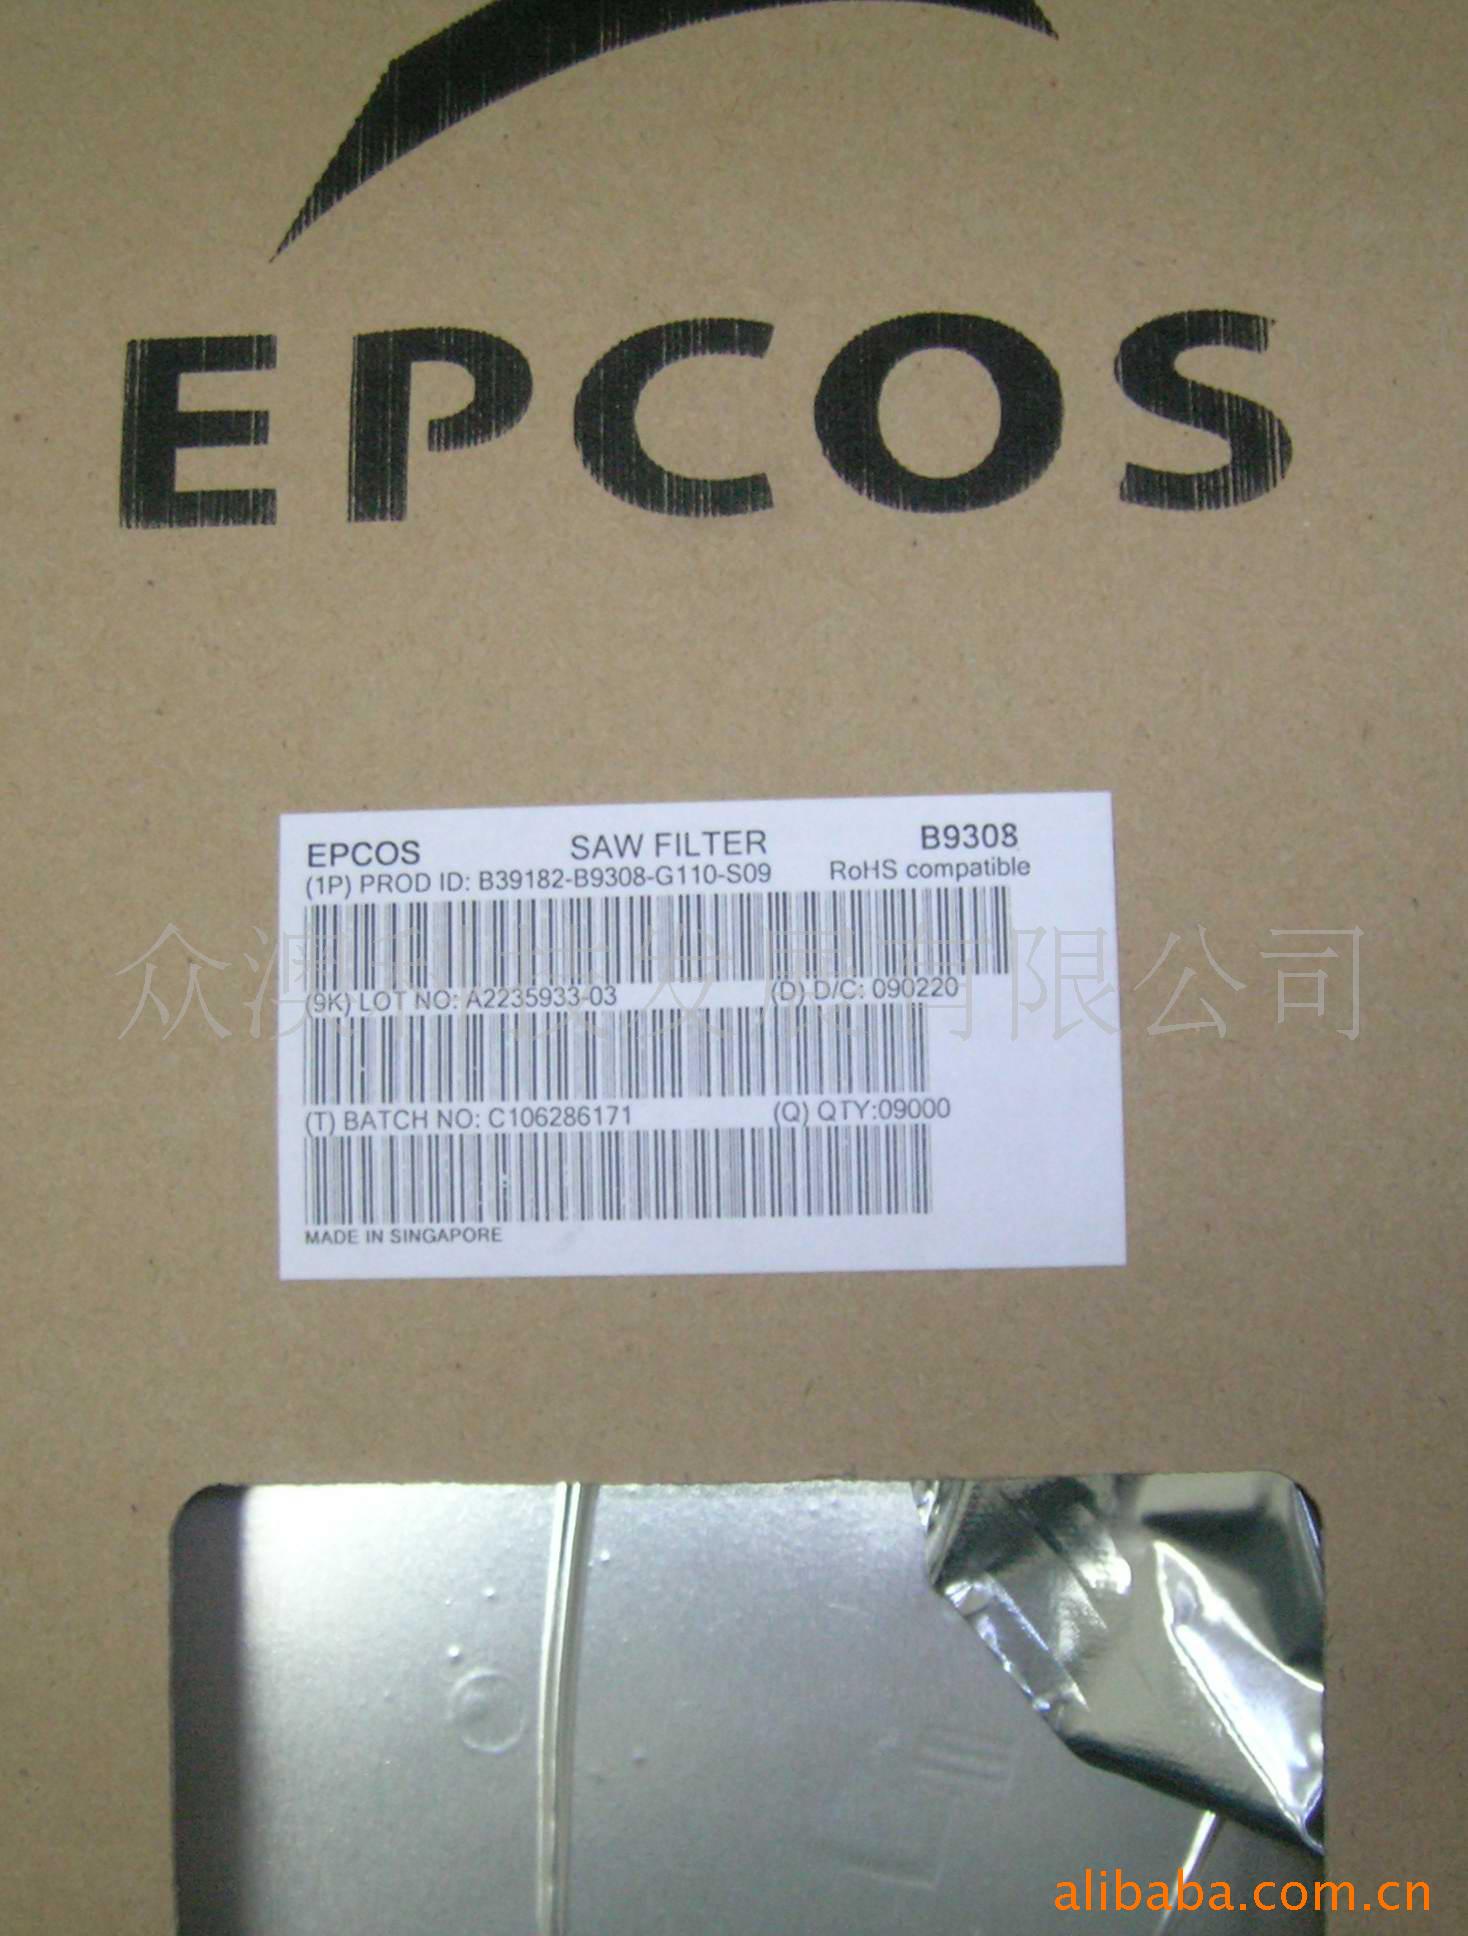 EPCOS
EPCOS SAW FILTER B9308
(1P) PROD ID: B39182-B9308-G110-S09 RoHS compatible
众澳科技发展有限公司
(9K) LOT NO: A2235933-03 (D) D/C: 090220
(T) BATCH NO: C106286171 (Q) QTY:09000
MADE IN SINGAPORE
alibaba.com.cn